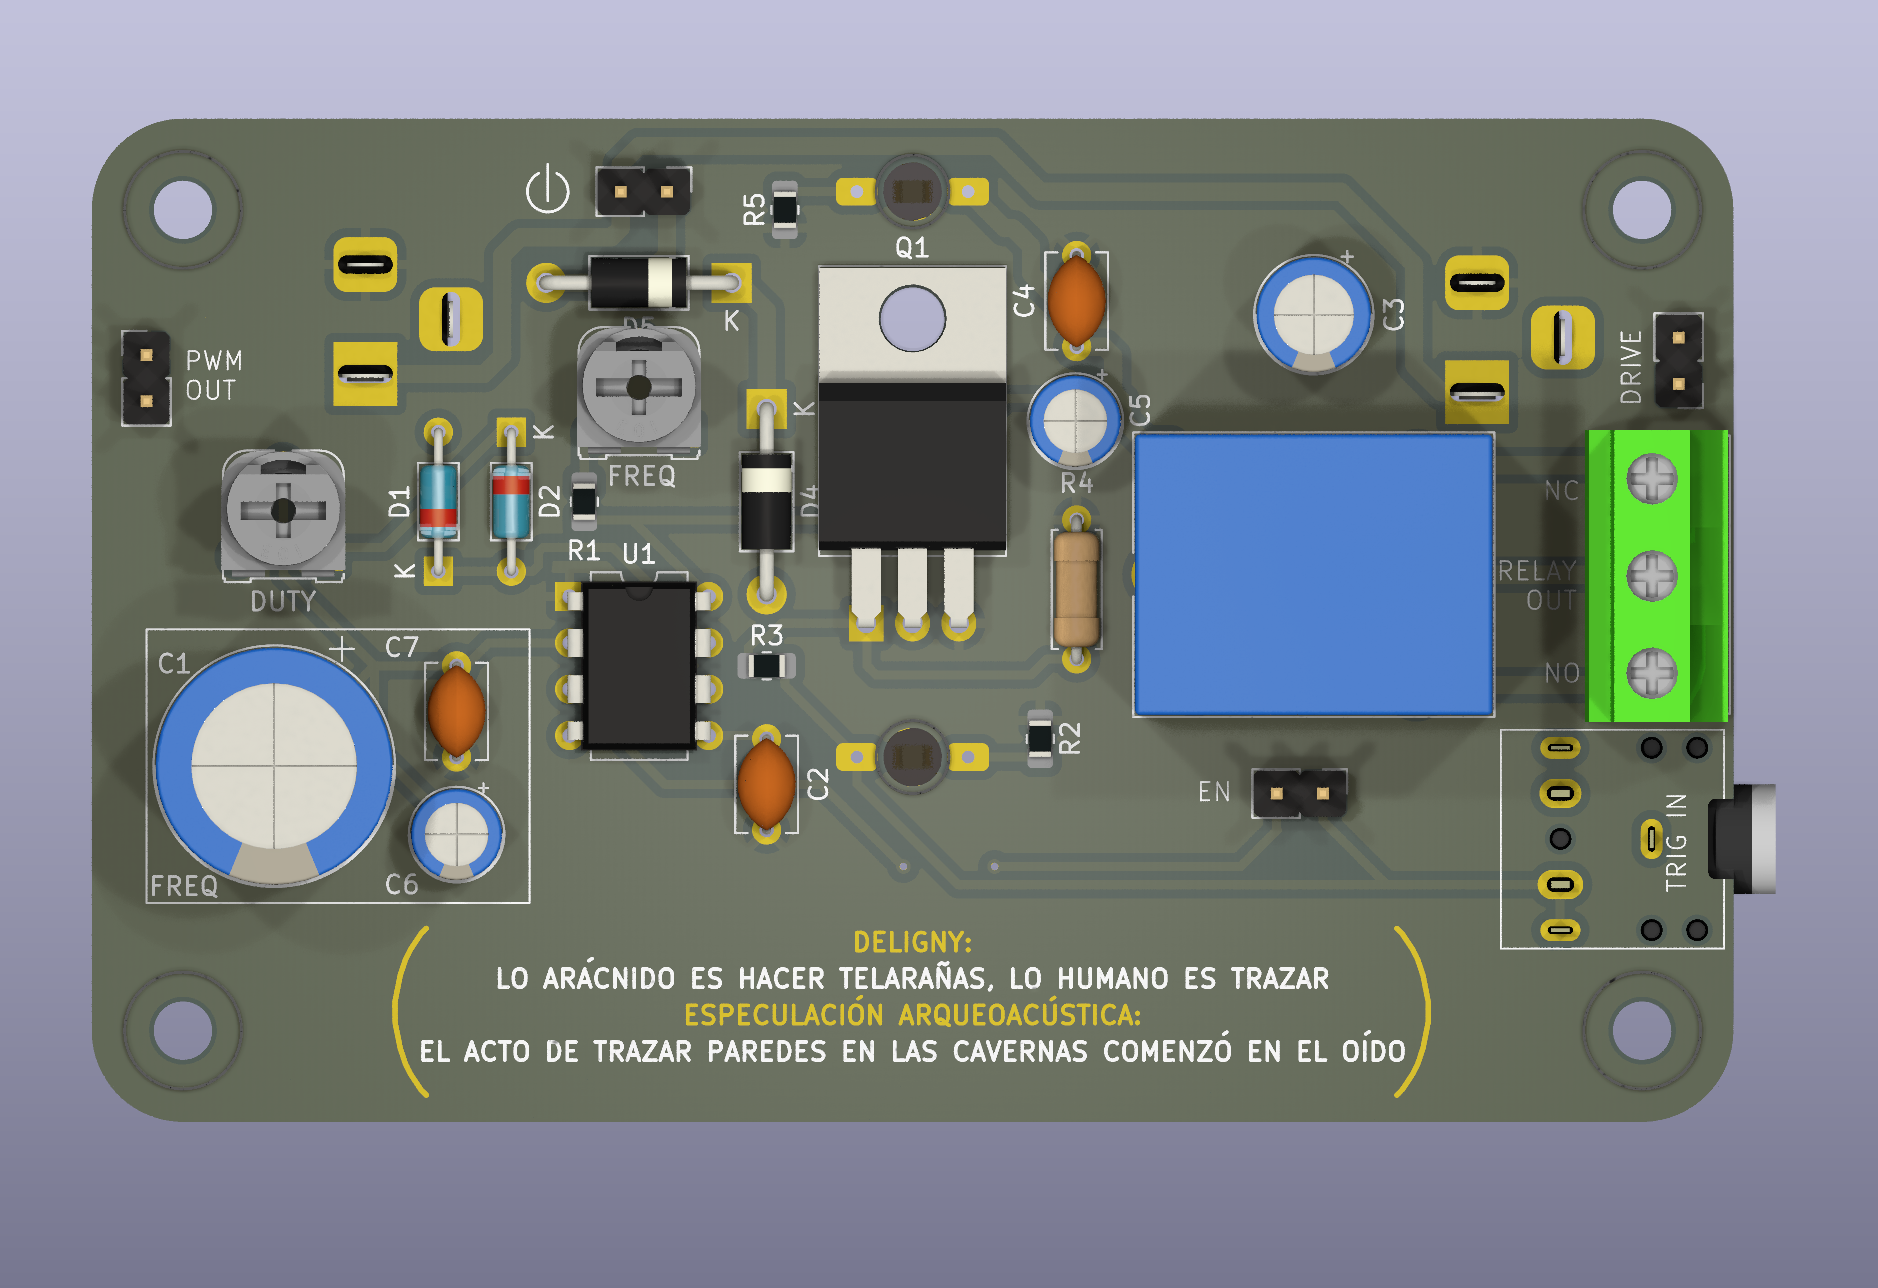 R5
Q1
K
D5
C4
C3
PWM
OUT
DRIVE
K
K
C5
FREQ
D1
D2
D4
R4
NC
R1
U1
K
DUTY
RELAY
OUT
R3
C7
C1
NO
R2
C2
EN
TRIG IN
FREQ
C6
DELIGNY:
LO ARÁCNIDO ES HACER TELARAÑAS, LO HUMANO ES TRAZAR
ESPECULACIÓN ARQUEOACÚSTICA:
EL ACTO DE TRAZAR PAREDES EN LAS CAVERNAS COMENZÓ EN EL OÍDO